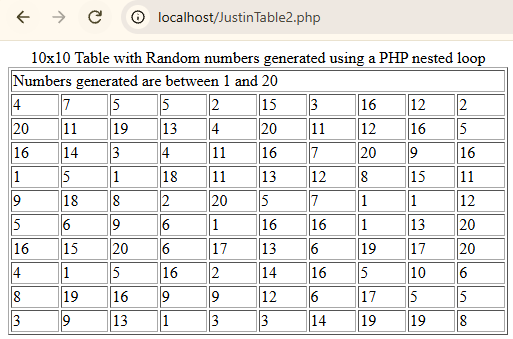 localhost/JustinTable2.php
10x10 Table with Random numbers generated using a PHP nested loop
Numbers generated are between 1 and 20
4 7 5 5 2 15 3 16 12 2
20 11 19 13 4 20 11 12 16 5
16 14 3 4 11 16 7 20 9 16
1 5 1 18 11 13 12 8 15 11
9 18 8 2 20 5 7 1 1 12
5 6 9 6 1 16 16 1 13 20
16 15 20 6 17 13 6 19 17 20
4 1 5 16 2 14 16 5 10 6
8 19 16 9 9 12 6 17 5 5
3 9 13 1 3 3 14 19 19 8